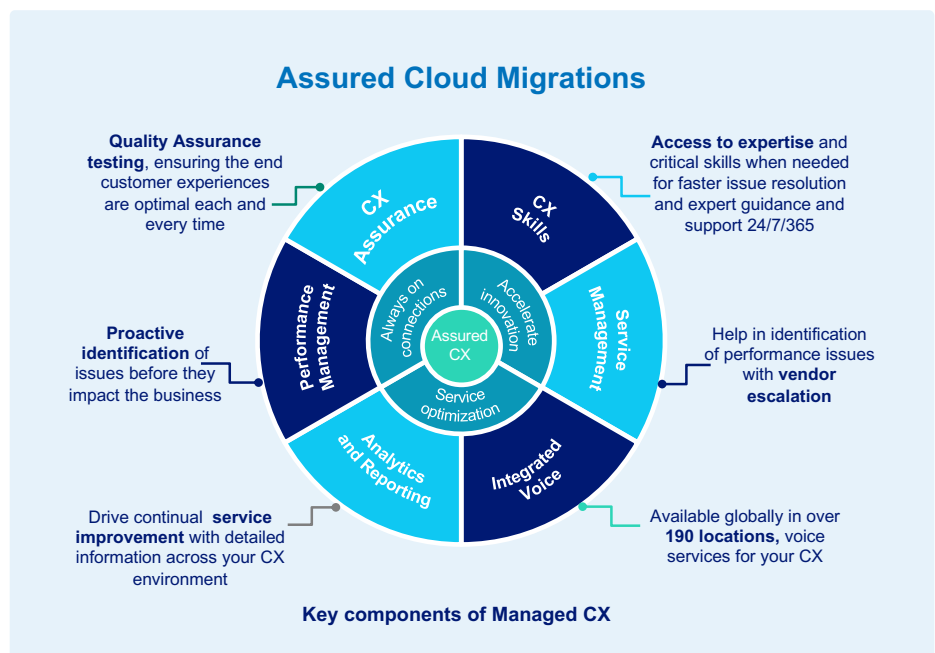 Assured Cloud Migrations
Quality Assurance
testing, ensuring the end
customer experiences
are optimal each and
every time
Access to expertise and
critical skills when needed
for faster issue resolution
and expert guidance and
support 24/7/365
CX
Assurance
CX
Skills
Performance
Management
Always on
connections
Accelerate
innovation
Service
Management
Assured
CX
Proactive
identification of
issues before they
impact the business
Help in identification
of performance issues
with vendor
escalation
Service
optimization
Analytics
and Reporting
Integrated
Voice
Drive continual service
improvement with detailed
information across your CX
environment
Available globally in over
190 locations, voice
services for your CX
Key components of Managed CX